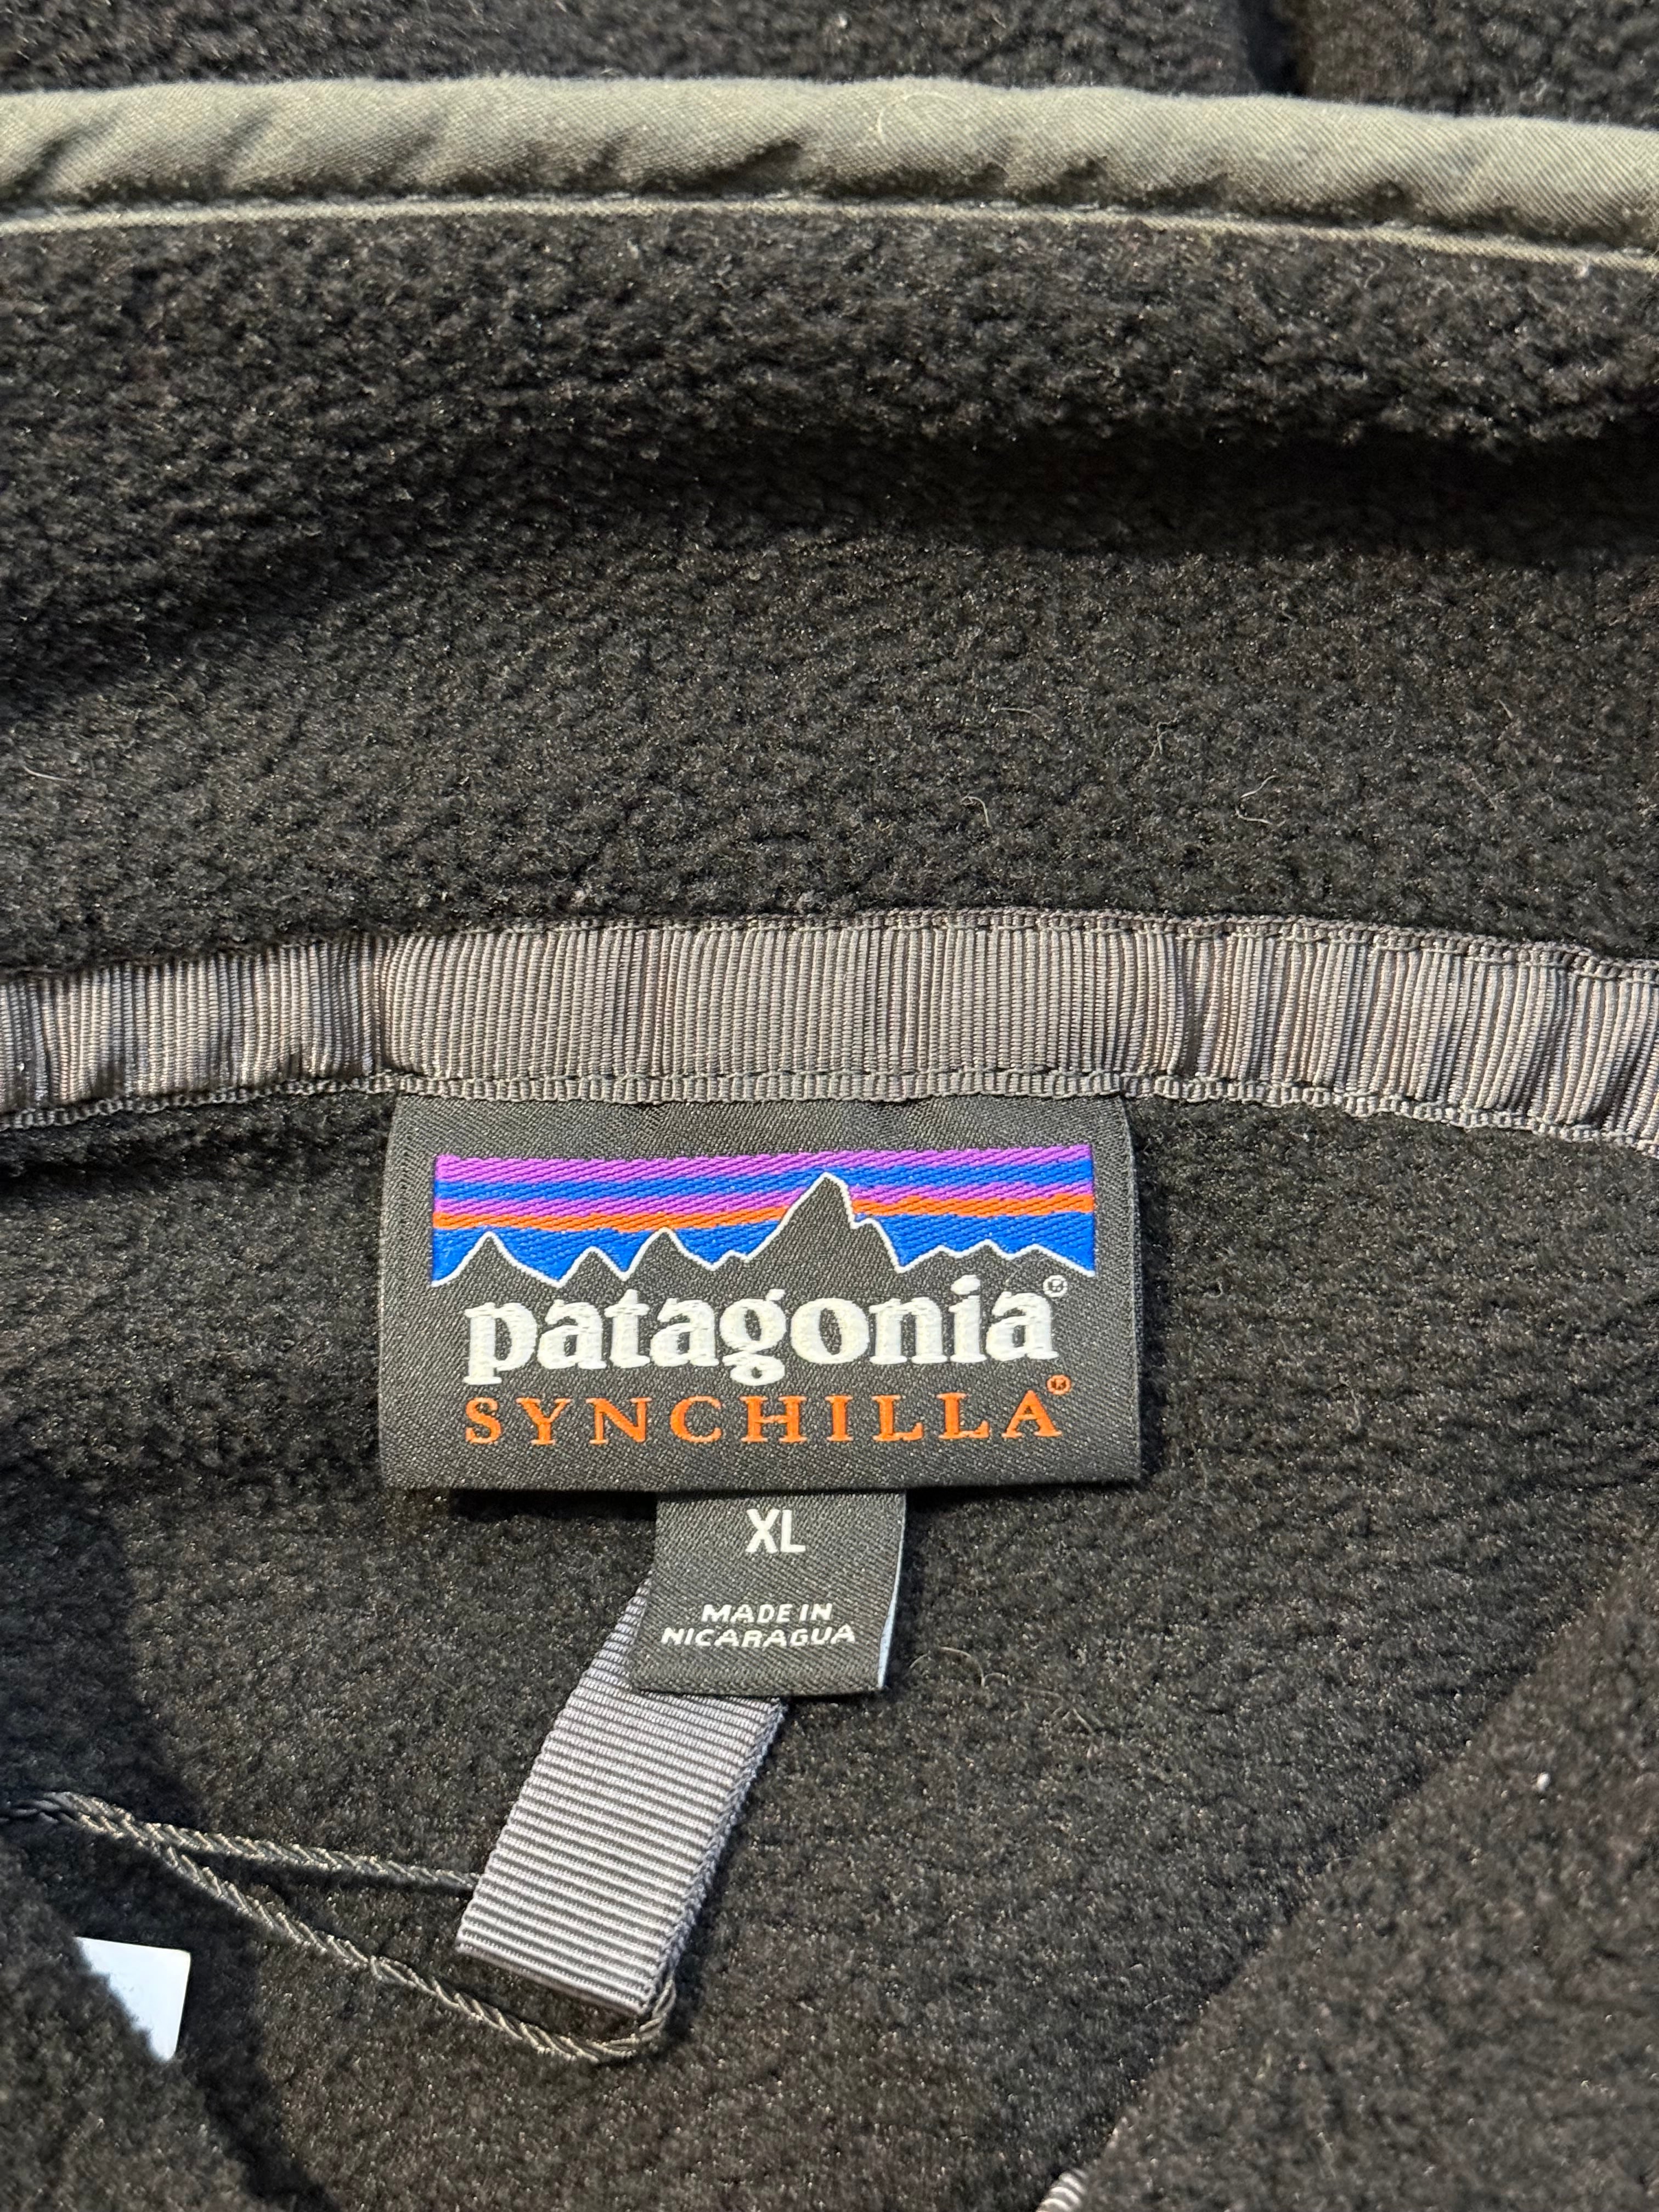 patagonia®
SYNCHILLA®
XL
MADE IN
NICARAGUA